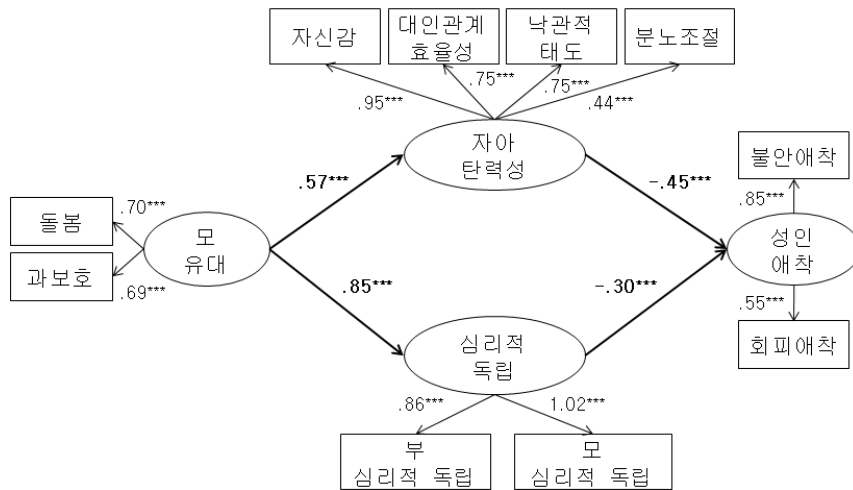 자신감
대인관계
효율성
낙관적
태도
분노조절
.95***
.75***
.75***
.44***
자아
탄력성
불안애착
.57***
-.45***
.85***
돌봄
.70***
모
유대
성인
애착
과보호
.69***
.85***
-.30***
.55***
심리적
독립
회피애착
.86***
1.02***
부
심리적 독립
모
심리적 독립